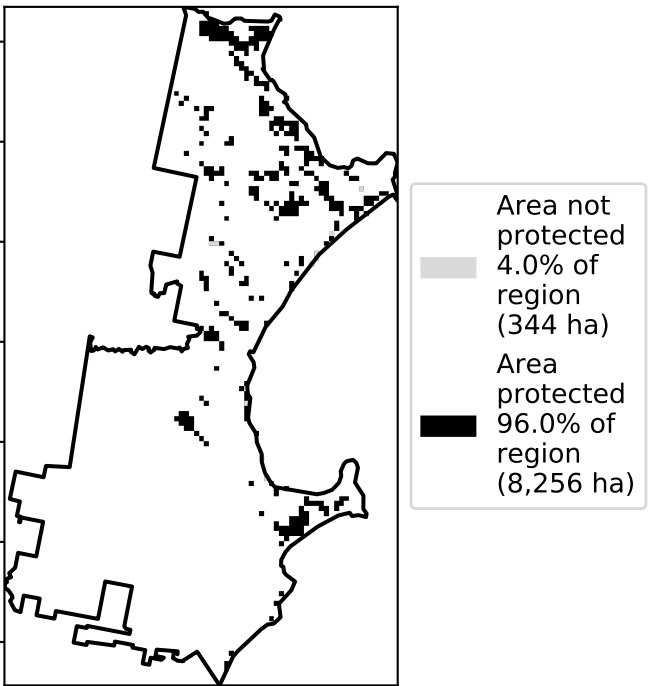 Area not
protected
4.0% of
region
(344 ha)
Area
protected
96.0% of
region
(8,256 ha)